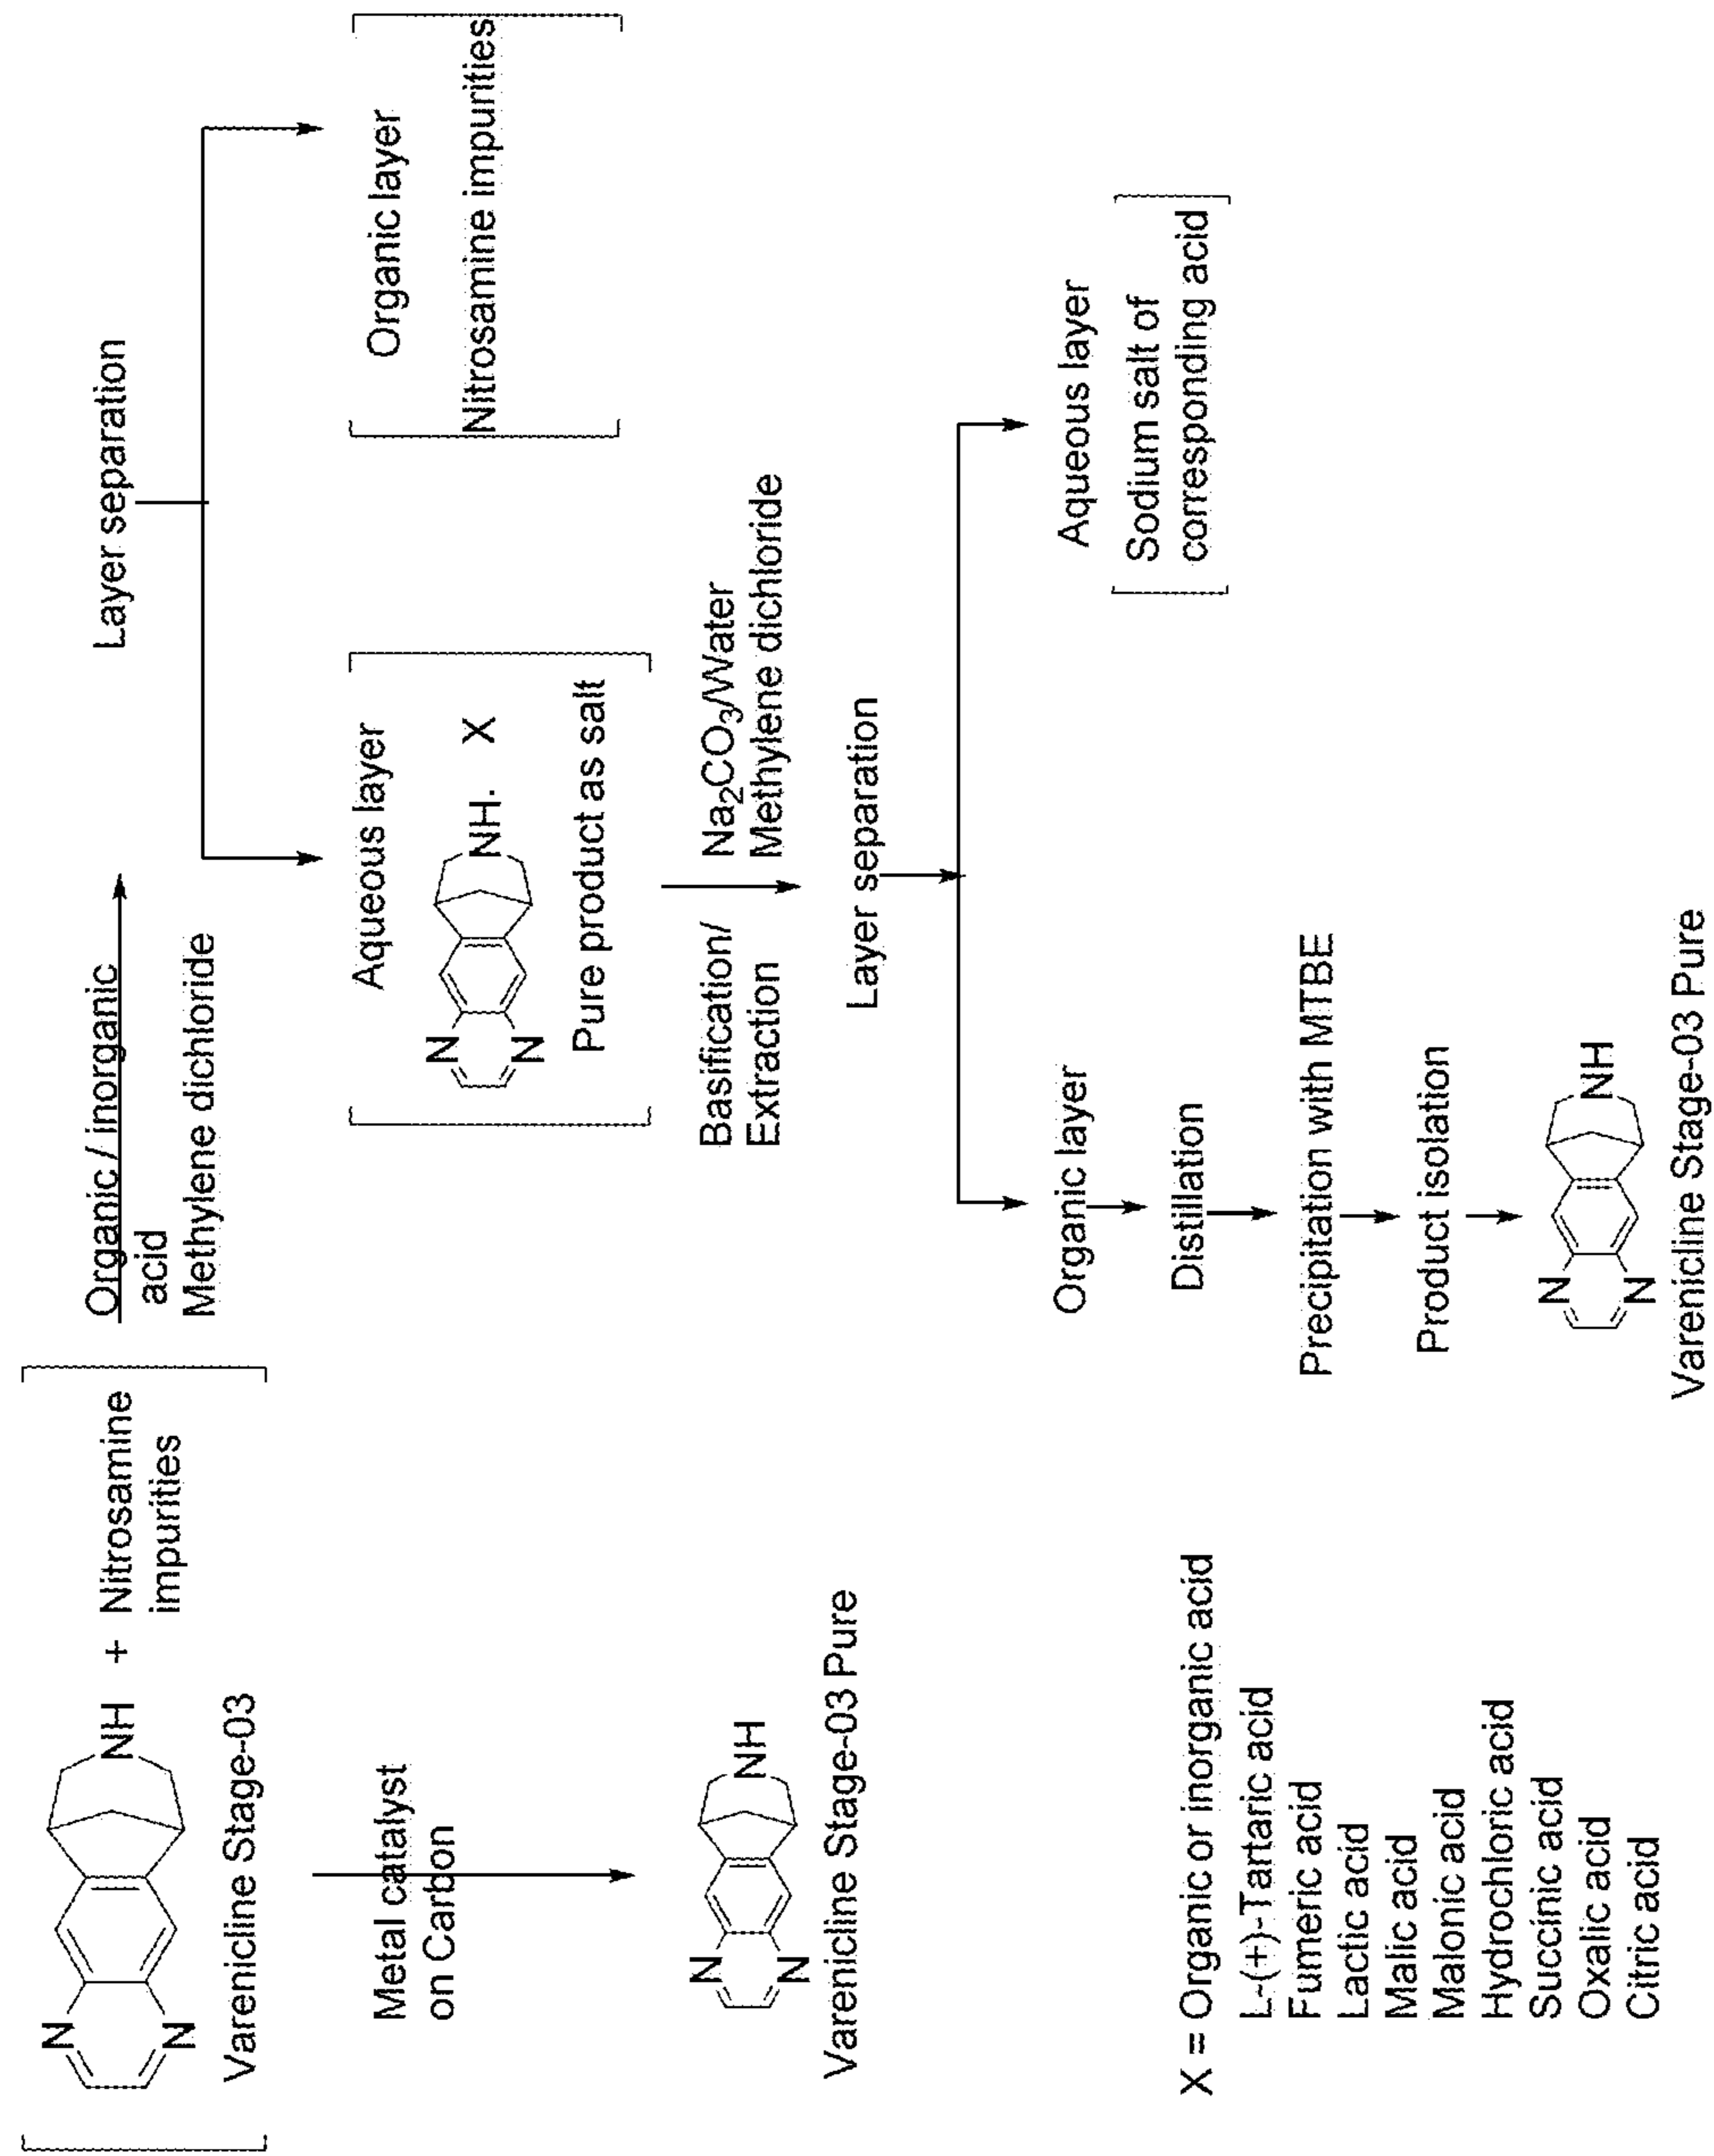 N
N
NH + Nitrosamine
impurities
Varenicline Stage-03
Organic / inorganic
acid
Methylene dichloride
Layer separation
Metal catalyst
on Carbon
N
N
NH
Varenicline Stage-03 Pure
Aqueous layer
N
N
NH. X
Pure product as salt
Organic layer
Nitrosamine impurities
Basification/
Extraction
Na₂CO₃/Water
Methylene dichloride
Layer separation
Organic layer
Distillation
Precipitation with MTBE
Product isolation
N
N
NH
Varenicline Stage-03 Pure
Aqueous layer
Sodium salt of
corresponding acid
X = Organic or inorganic acid
L-(+)-Tartaric acid
Fumeric acid
Lactic acid
Malic acid
Malonic acid
Hydrochloric acid
Succinic acid
Oxalic acid
Citric acid